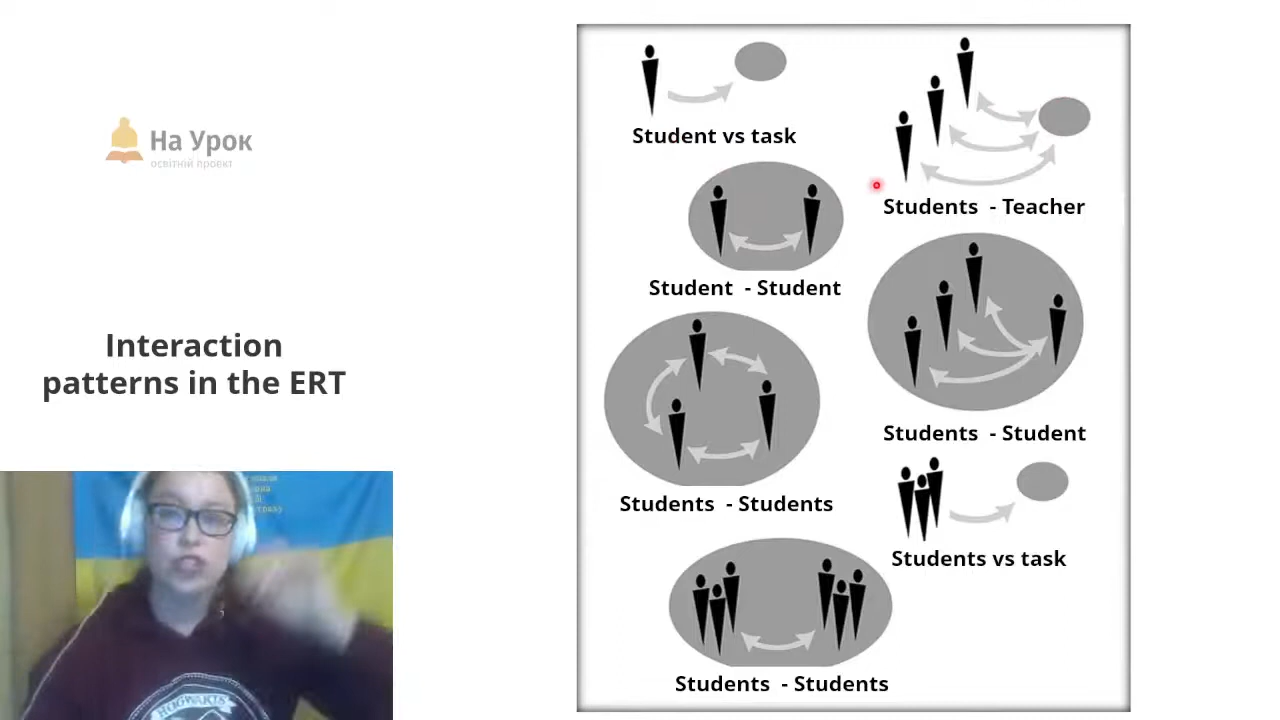 На Урок
освітній проект
Interaction
patterns in the ERT
Student vs task
Students - Teacher
Student - Student
Students - Student
Students - Students
Students vs task
Students - Students
HOGWARTS